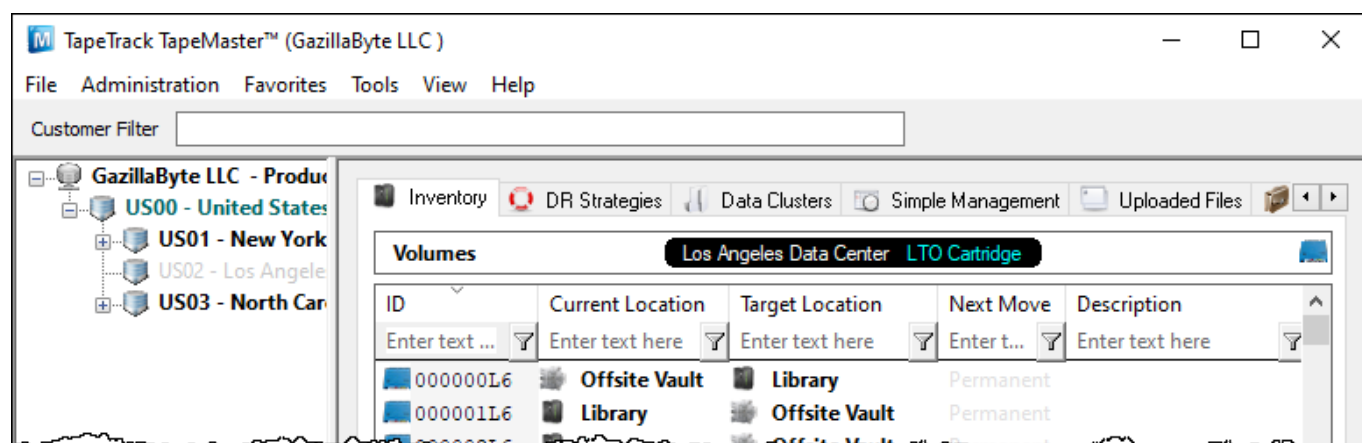 TapeTrack TapeMaster™ (GazillaByte LLC )
File Administration Favorites Tools View Help
Customer Filter
GazillaByte LLC - Produc
US00 - United States
US01 - New York
US02 - Los Angele
US03 - North Car
Inventory DR Strategies Data Clusters Simple Management Uploaded Files
Volumes Los Angeles Data Center LTO Cartridge
ID Current Location Target Location Next Move Description
Enter text ... Enter text here Enter text here Enter t... Enter text here
000000L6 Offsite Vault Library Permanent
000001L6 Library Offsite Vault Permanent